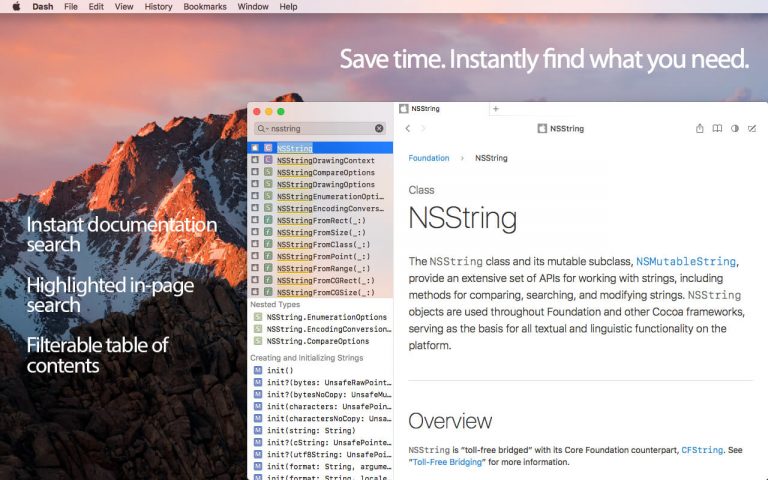 Dash File Edit View History Bookmarks Window Help
Save time. Instantly find what you need.
Instant documentation
search
Highlighted in-page
search
Filterable table of
contents
nsstring
C NSString
C NSStringDrawingContext
S NSStringCompareOptions
S NSStringDrawingOptions
S NSStringEnumerationOpti…
S NSStringEncodingConvers…
f NSStringFromRect(_:)
f NSStringFromSize(_:)
f NSStringFromClass(_:)
f NSStringFromPoint(_:)
f NSStringFromRange(_:)
f NSStringFromCGRect(_:)
f NSStringFromCGSize(_:)
Nested Types
S NSString.EnumerationOptions
S NSString.EncodingConversion…
S NSString.CompareOptions
Creating and Initializing Strings
M init()
M init?(bytes: UnsafeRawPoint…
M init?(bytesNoCopy: UnsafeMu…
M init(characters: UnsafePoin…
M init(charactersNoCopy: Unsa…
M init(string: String)
M init?(cString: UnsafePointe…
M init?(utf8String: UnsafePoi…
M init(format: String, argume…
M init(format: String, locale…
NSString +
NSString
Foundation › NSString
Class
NSString
The NSString class and its mutable subclass, NSMutableString,
provide an extensive set of APIs for working with strings, including
methods for comparing, searching, and modifying strings. NSString
objects are used throughout Foundation and other Cocoa frameworks,
serving as the basis for all textual and linguistic functionality on the
platform.
Overview
NSString is “toll-free bridged” with its Core Foundation counterpart, CFString. See
“Toll-Free Bridging” for more information.